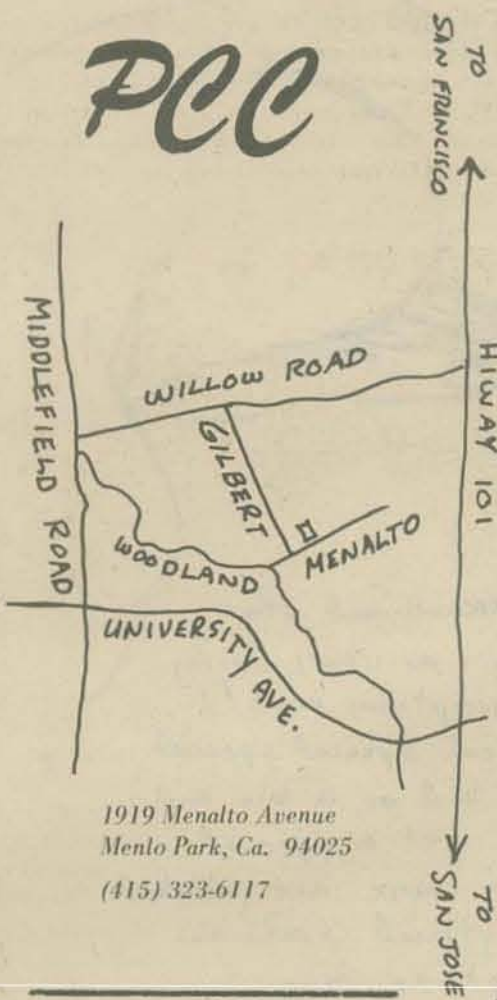 PCC
TO
SAN FRANCISCO
HIWAY 101
MIDDLEFIELD ROAD
WILLOW ROAD
GILBERT
MENALTO
WOODLAND
UNIVERSITY AVE.
1919 Menalto Avenue
Menlo Park, Ca. 94025
(415) 323-6117
TO
SAN JOSE